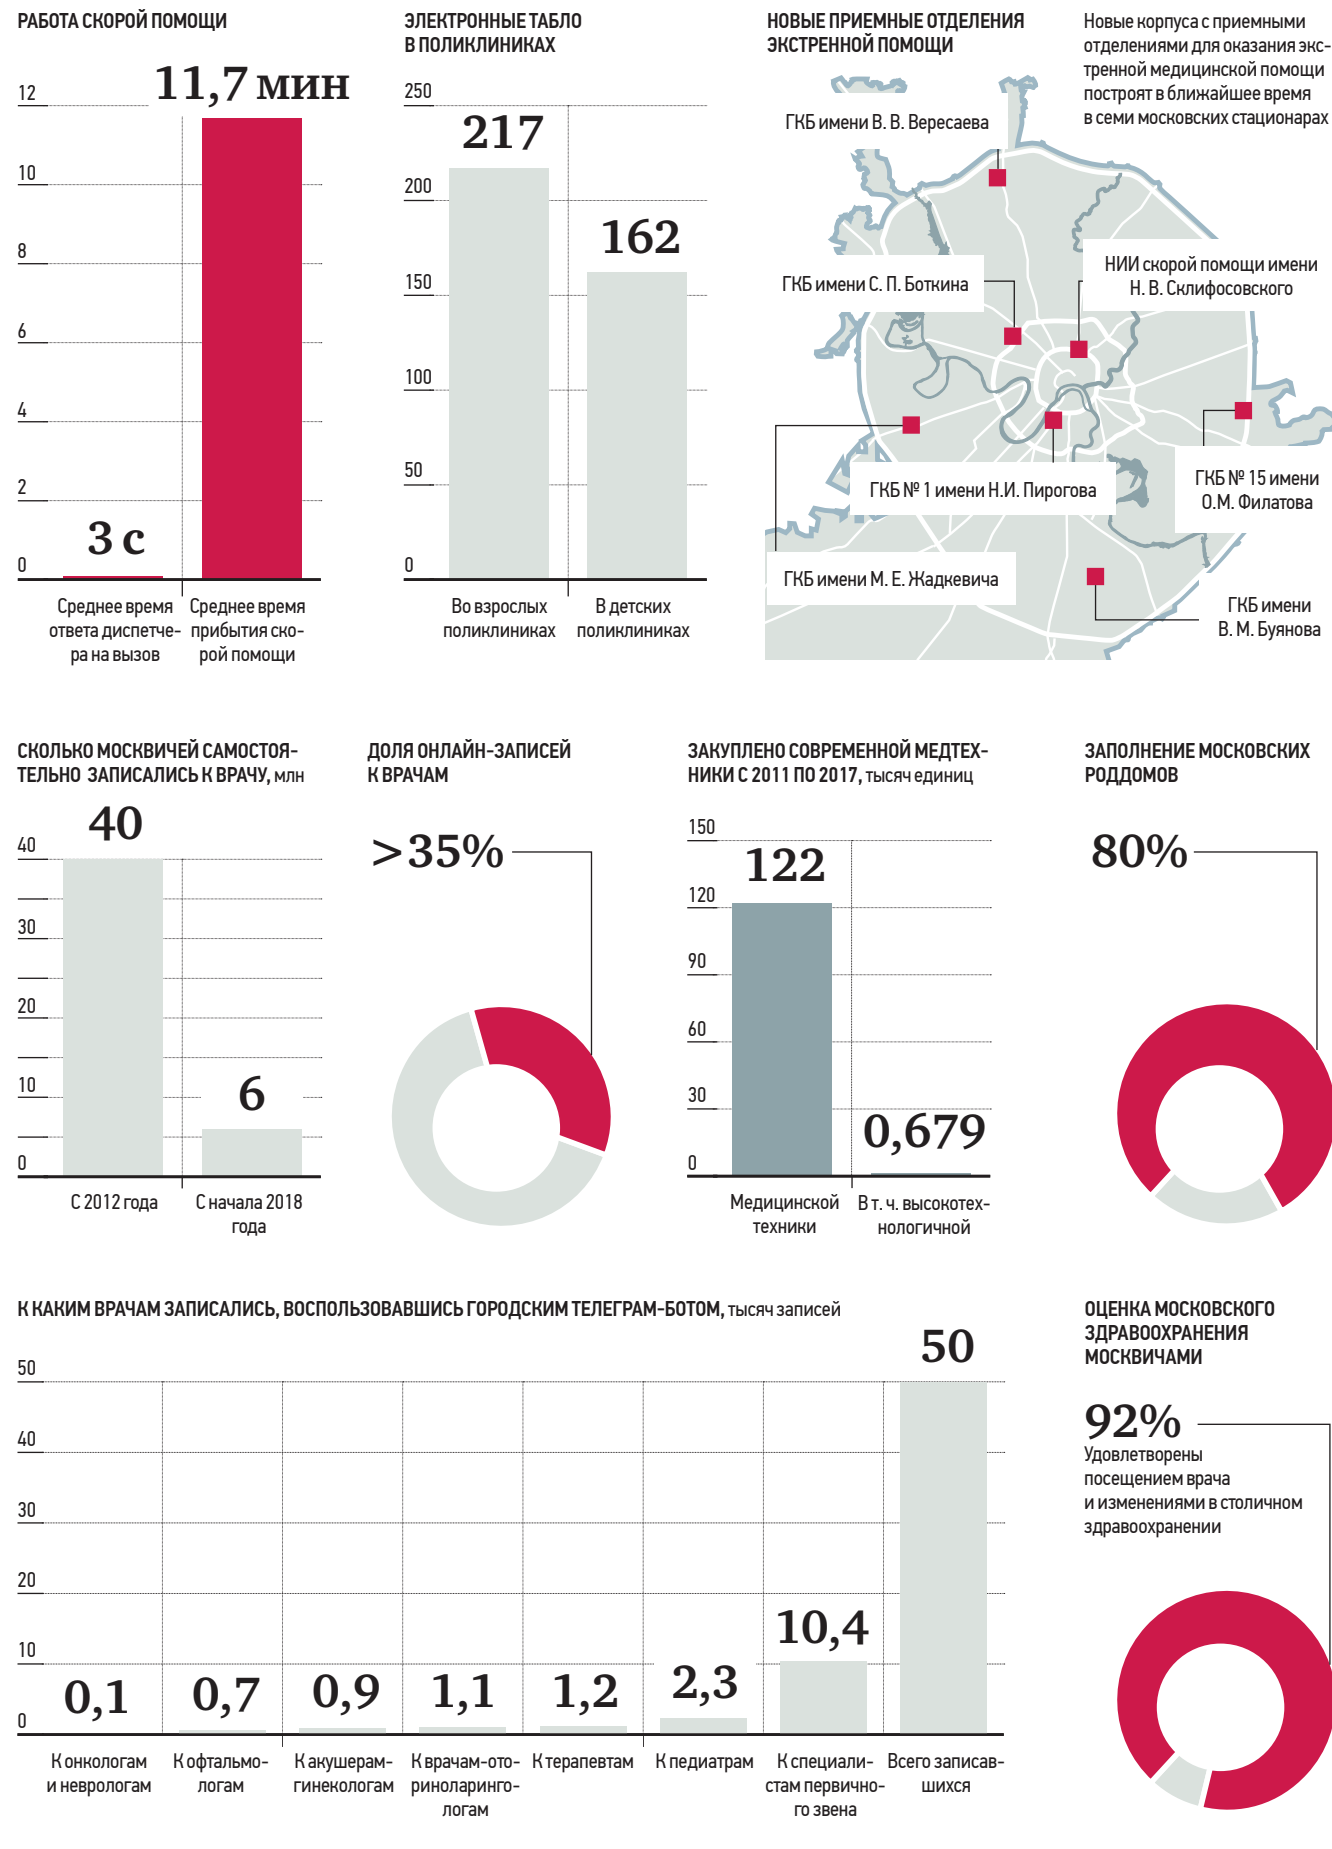 РАБОТА СКОРОЙ ПОМОЩИ
11,7 мин
12
10
8
6
4
2
0
3 с
Среднее время
ответа диспетче-
ра на вызов
Среднее время
прибытия ско-
рой помощи
ЭЛЕКТРОННЫЕ ТАБЛО
В ПОЛИКЛИНИКАХ
250
200
150
100
50
0
217
162
Во взрослых
поликлиниках
В детских
поликлиниках
НОВЫЕ ПРИЕМНЫЕ ОТДЕЛЕНИЯ
ЭКСТРЕННОЙ ПОМОЩИ
Новые корпуса с приемными
отделениями для оказания экс-
тренной медицинской помощи
построят в ближайшее время
в семи московских стационарах
ГКБ имени В. В. Вересаева
ГКБ имени С. П. Боткина
НИИ скорой помощи имени
Н. В. Склифосовского
ГКБ № 1 имени Н.И. Пирогова
ГКБ № 15 имени
О.М. Филатова
ГКБ имени М. Е. Жадкевича
ГКБ имени
В. М. Буянова
СКОЛЬКО МОСКВИЧЕЙ САМОСТОЯ-
ТЕЛЬНО ЗАПИСАЛИСЬ К ВРАЧУ, млн
40
30
20
10
0
40
6
С 2012 года
С начала 2018
года
ДОЛЯ ОНЛАЙН-ЗАПИСЕЙ
К ВРАЧАМ
>35%
ЗАКУПЛЕНО СОВРЕМЕННОЙ МЕДТЕХ-
НИКИ С 2011 ПО 2017, тысяч единиц
150
120
90
60
30
0
122
0,679
Медицинской
техники
В т. ч. высокотех-
нологичной
ЗАПОЛНЕНИЕ МОСКОВСКИХ
РОДДОМОВ
80%
К КАКИМ ВРАЧАМ ЗАПИСАЛИСЬ, ВОСПОЛЬЗОВАВШИСЬ ГОРОДСКИМ ТЕЛЕГРАМ-БОТОМ, тысяч записей
50
40
30
20
10
0
0,1
0,7
0,9
1,1
1,2
2,3
10,4
50
К онкологам
и неврологам
К офтальмо-
логам
К акушерам-
гинекологам
К врачам-ото-
риноларинго-
логам
К терапевтам
К педиатрам
К специали-
стам первично-
го звена
Всего записав-
шихся
ОЦЕНКА МОСКОВСКОГО
ЗДРАВООХРАНЕНИЯ
МОСКВИЧАМИ
92%
Удовлетворены
посещением врача
и изменениями в столичном
здравоохранении